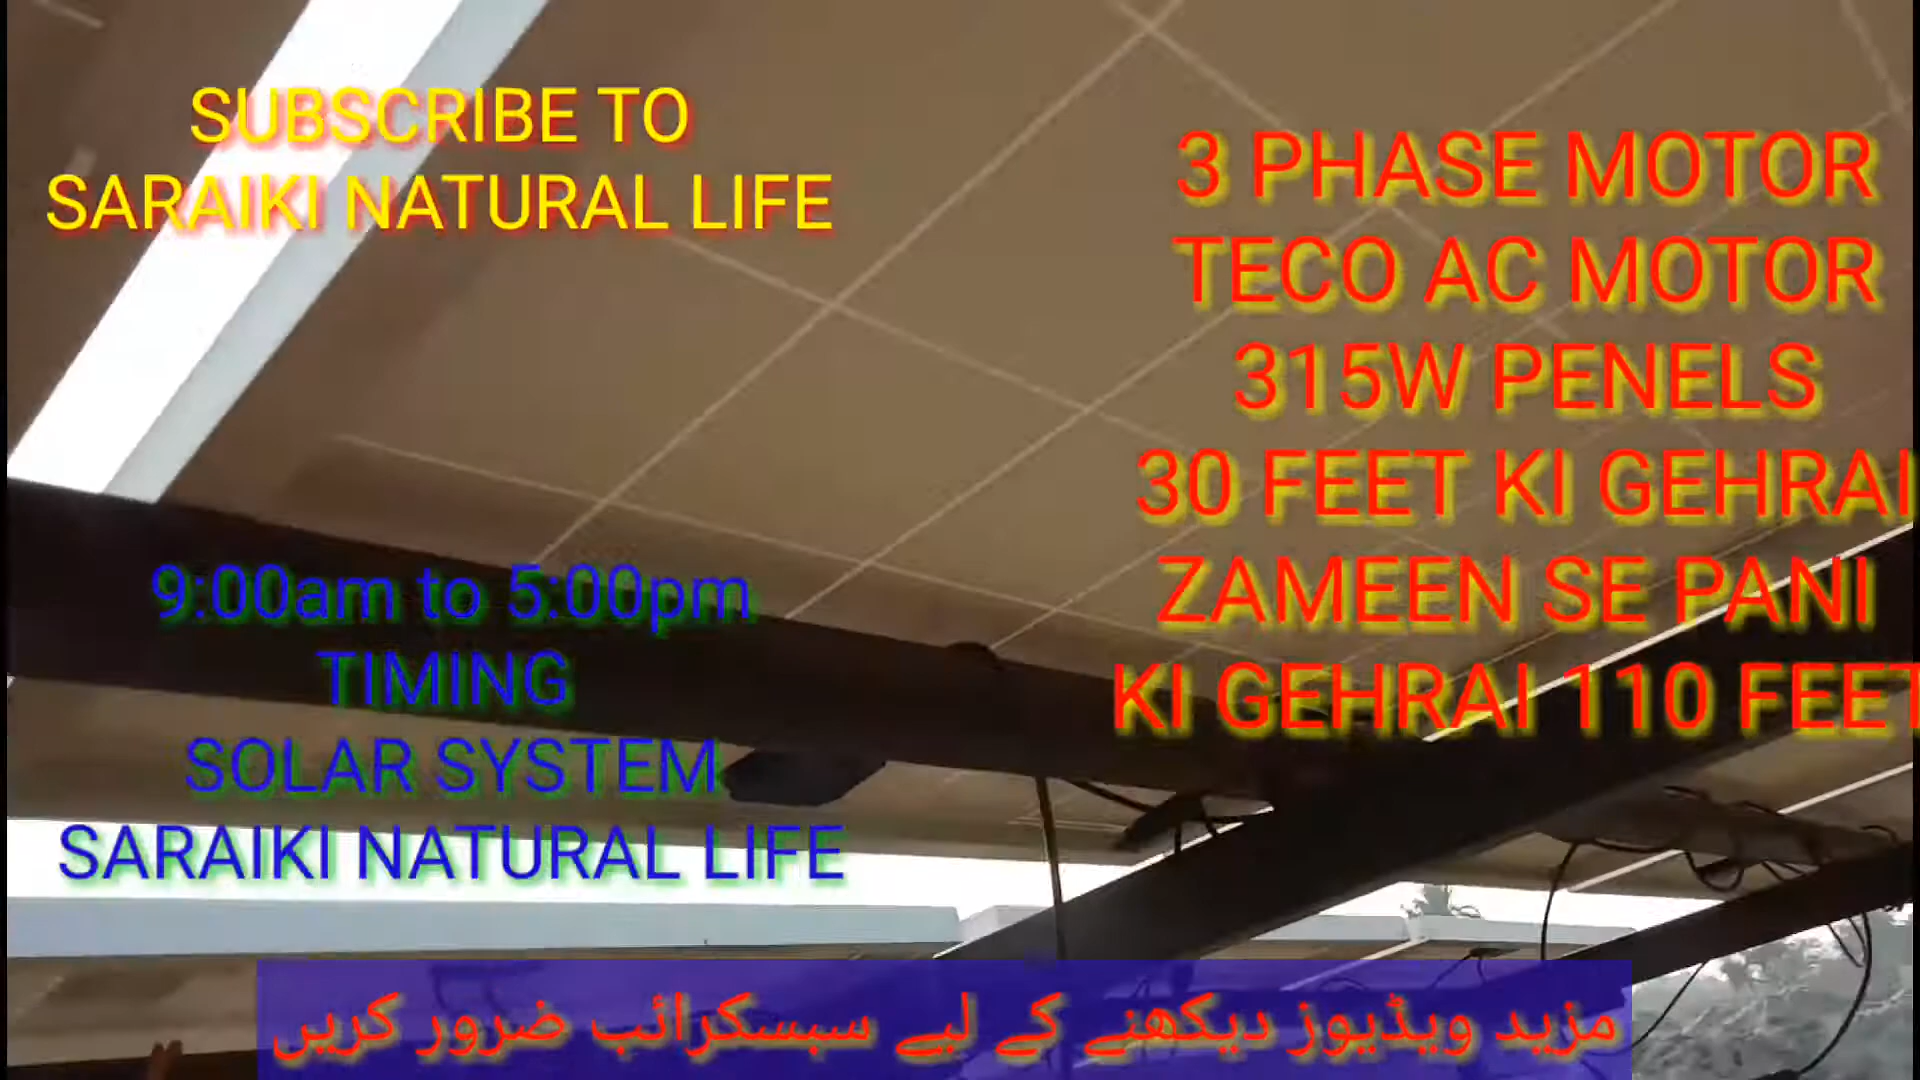 SUBSCRIBE TO
SARAIKI NATURAL LIFE
3 PHASE MOTOR
TECO AC MOTOR
315W PENELS
30 FEET KI GEHRAI
ZAMEEN SE PANI
KI GEHRAI 110 FEET
9:00am to 5:00pm
TIMING
SOLAR SYSTEM
SARAIKI NATURAL LIFE
مزید ویڈیوز دیکھنے کے لیے سبسکرائب ضرور کریں